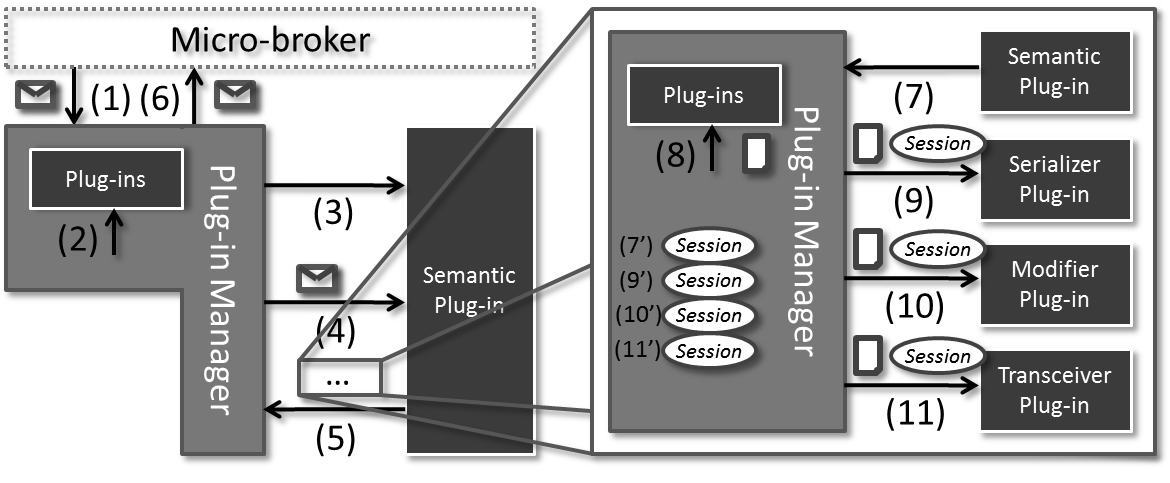 Micro-broker
(1) (6)
Plug-ins
(2)
Plug-in Manager
(3)
(4)
Semantic
Plug-in
...
(5)
Plug-ins
(8)
Plug-in Manager
(7') Session
(9') Session
(10') Session
(11') Session
(7)
Semantic
Plug-in
Session
(9)
Serializer
Plug-in
Session
(10)
Modifier
Plug-in
Session
(11)
Transceiver
Plug-in